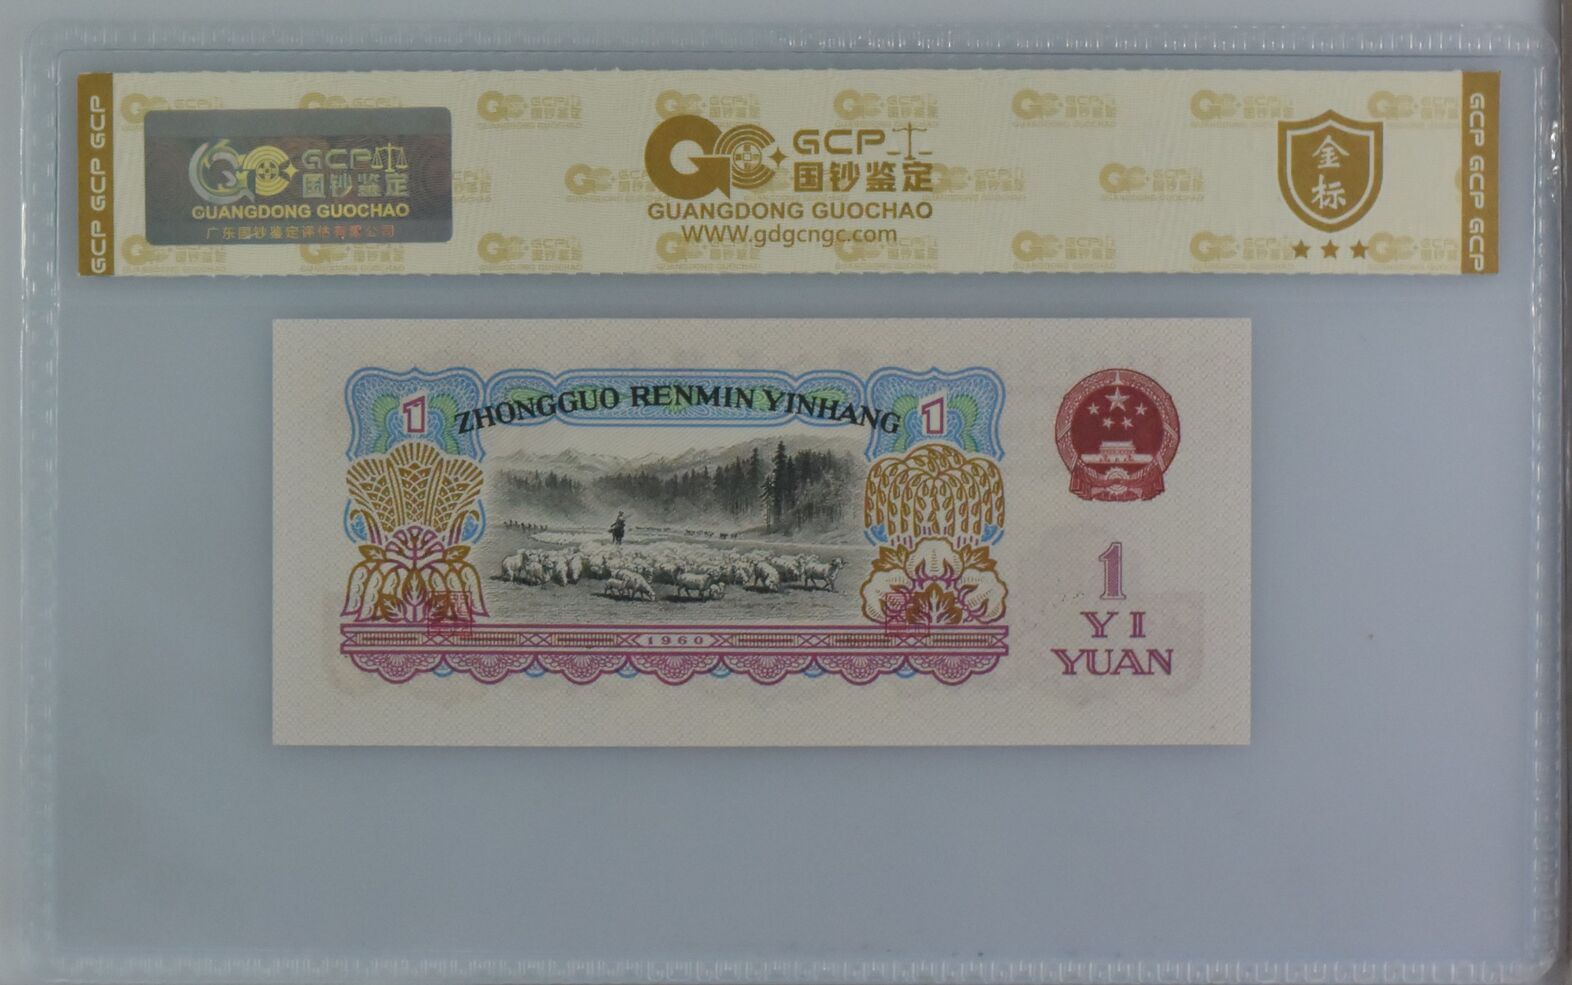 GCP GCP GCP
GCP
国钞鉴定
GUANGDONG GUOCHAO
广东国钞鉴定评估有限公司
GCP
国钞鉴定
GUANGDONG GUOCHAO
WWW.gdgcngc.com
金标
GCP GCP GCP
1
ZHONGGUO RENMIN YINHANG
1
1960
1
YI
YUAN